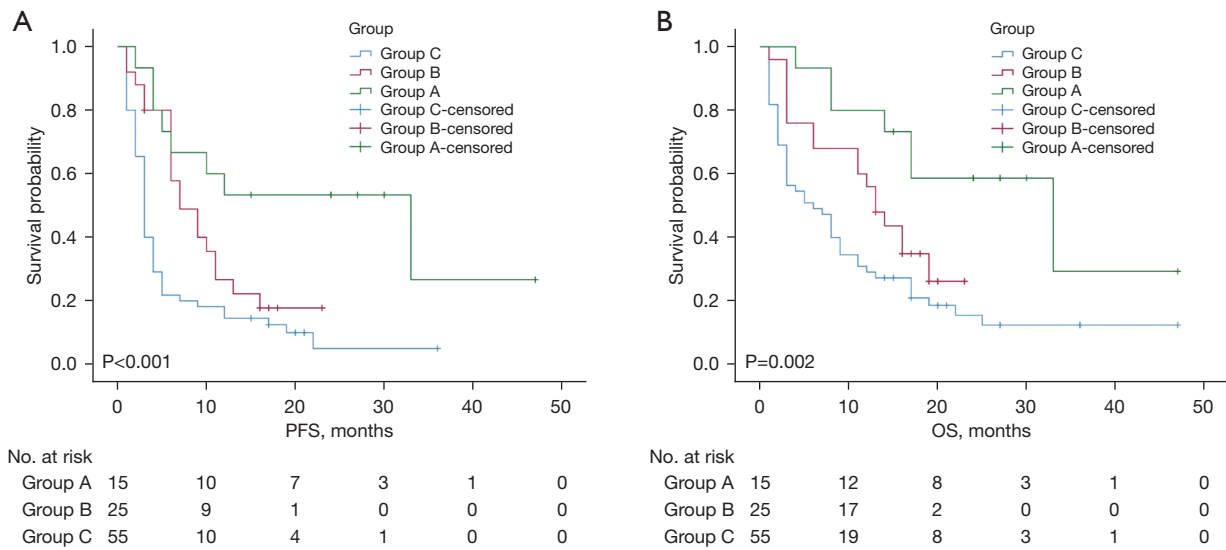 A
Group
Group C
Group B
Group A
Group C-censored
Group B-censored
Group A-censored
Survival probability
1.0
0.8
0.6
0.4
0.2
0.0
P<0.001
0 10 20 30 40 50
PFS, months
No. at risk
Group A 15 10 7 3 1 0
Group B 25 9 1 0 0 0
Group C 55 10 4 1 0 0
B
Group
Group C
Group B
Group A
Group C-censored
Group B-censored
Group A-censored
Survival probability
1.0
0.8
0.6
0.4
0.2
0.0
P=0.002
0 10 20 30 40 50
OS, months
No. at risk
Group A 15 12 8 3 1 0
Group B 25 17 2 0 0 0
Group C 55 19 8 3 1 0